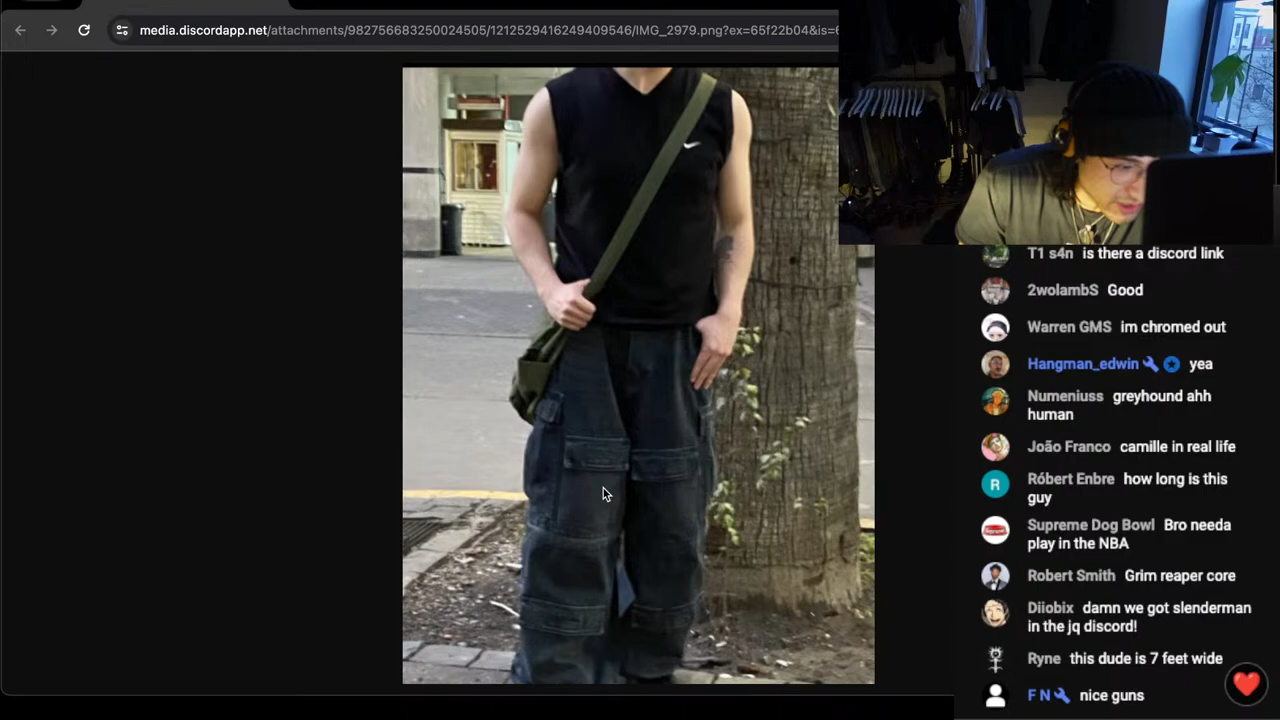 media.discordapp.net/attachments/982756683250024505/1212529416249409546/IMG_2979.png?ex=65f22b04&is=6
T1 s4n is there a discord link
2wolambS Good
Warren GMS im chromed out
Hangman_edwin yea
Numeniuss greyhound ahh
human
João Franco camille in real life
R
Róbert Enbre how long is this
guy
Supreme Dog Bowl Bro needa
play in the NBA
Robert Smith Grim reaper core
Diiobix damn we got slenderman
in the jq discord!
Ryne this dude is 7 feet wide
F N nice guns